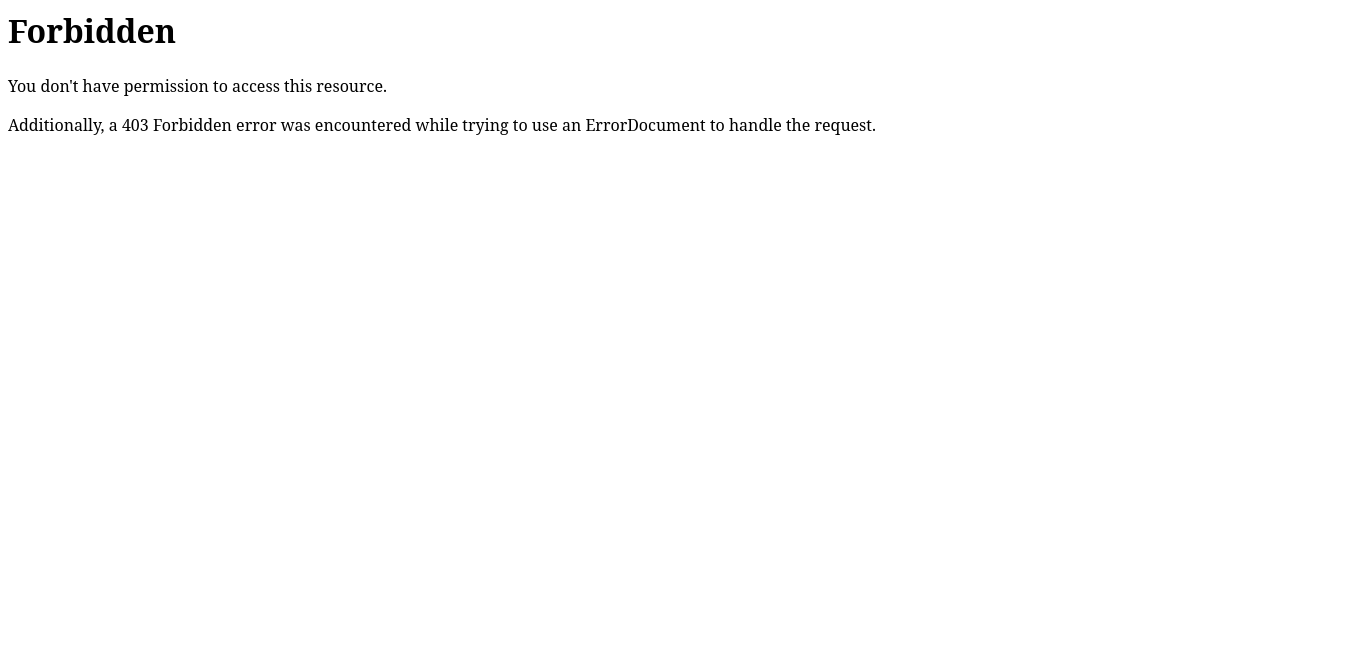 Forbidden
You don't have permission to access this resource.
Additionally, a 403 Forbidden error was encountered while trying to use an ErrorDocument to handle the request.